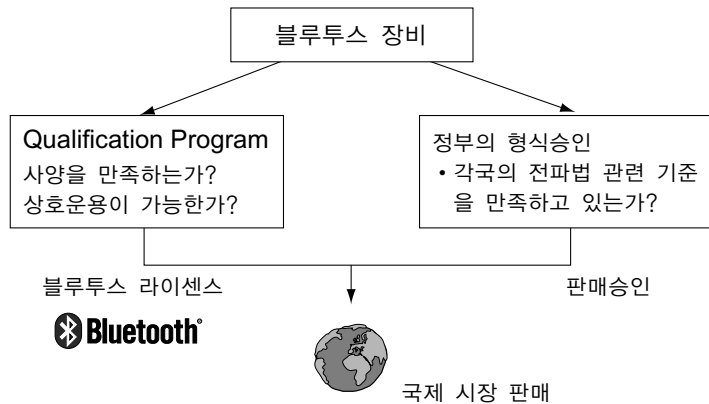 블루투스 장비
Qualification Program
사양을 만족하는가?
상호운용이 가능한가?
정부의 형식승인
• 각국의 전파법 관련 기준
을 만족하고 있는가?
블루투스 라이센스
판매승인
Bluetooth®
국제 시장 판매